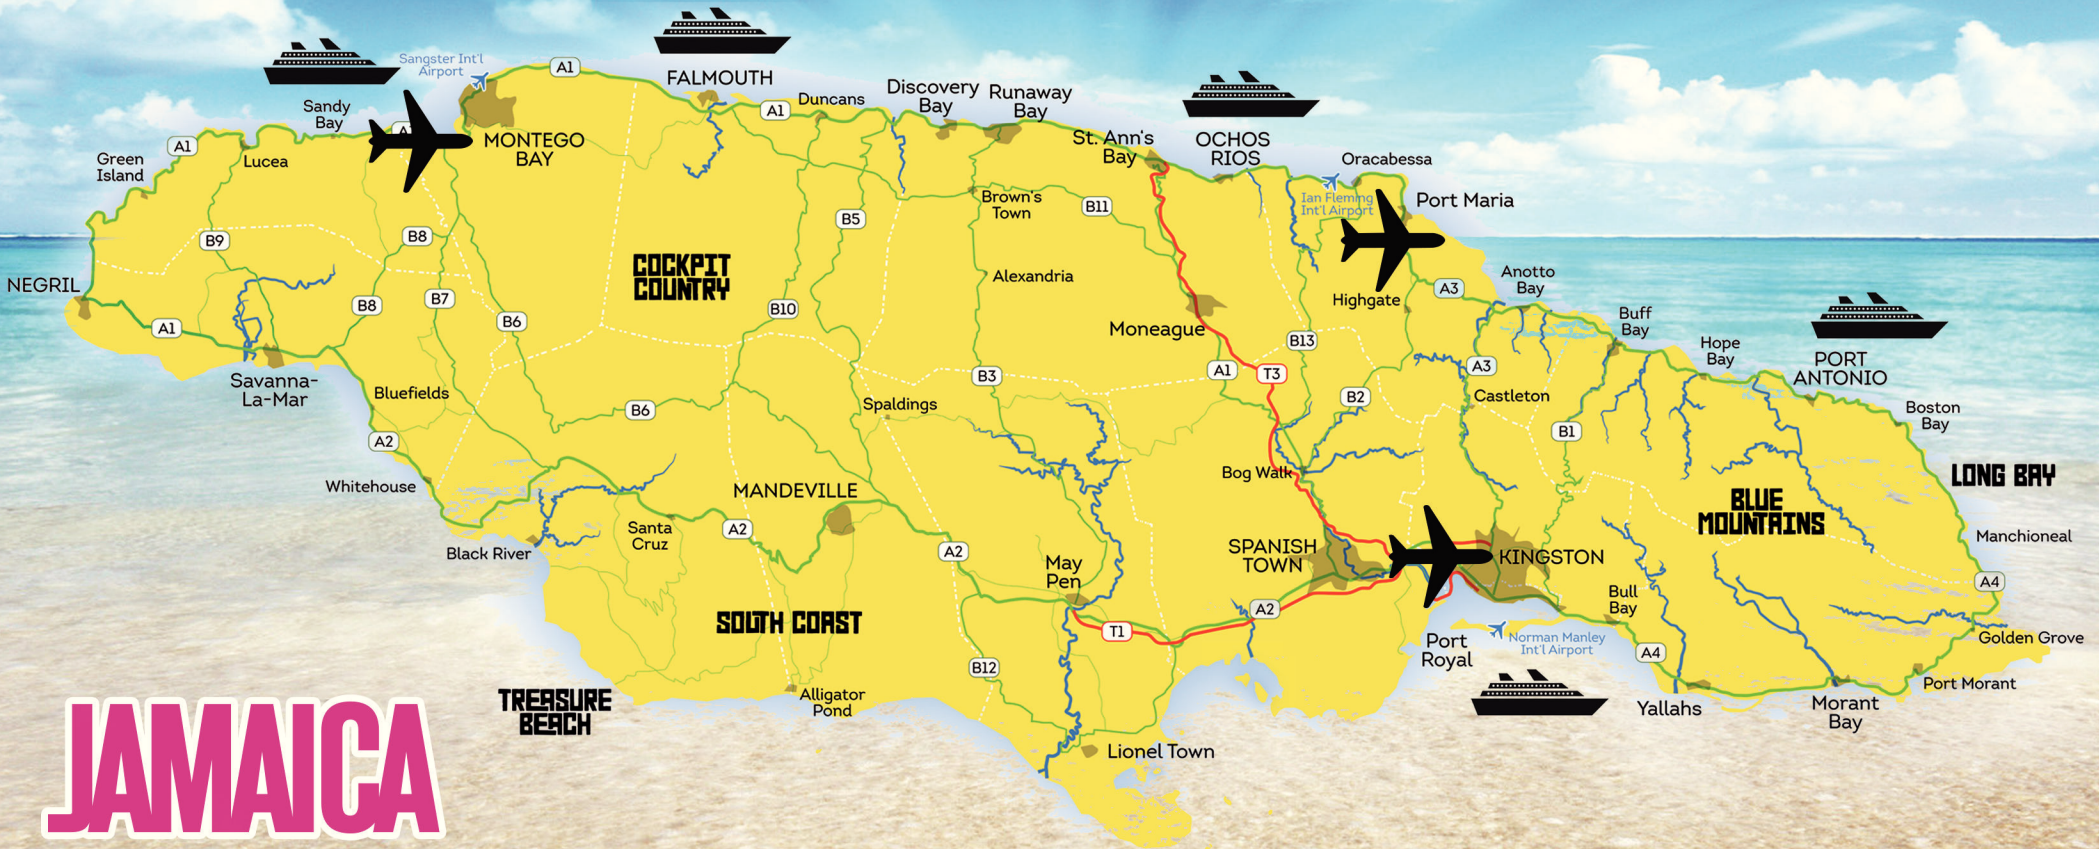 Sangster Int'l
Airport
A1
FALMOUTH
Sandy
Bay
A1
Duncans
Discovery
Bay
Runaway
Bay
St. Ann's
Bay
OCHOS
RIOS
Oracabessa
MONTEGO
BAY
A1
Green
Island
Lucea
Ian Fleming
Int'l Airport
Port Maria
Brown's
Town
B11
B5
B9
B8
COCKPIT
COUNTRY
Alexandria
NEGRIL
B8
B7
B6
B10
Highgate
A3
Anotto
Bay
A1
Moneague
B13
Buff
Bay
Hope
Bay
PORT
ANTONIO
Savanna-
La-Mar
Bluefields
B3
A1
T3
A3
B2
Castleton
B6
Spaldings
Boston
Bay
A2
B1
Whitehouse
Bog Walk
LONG BAY
MANDEVILLE
BLUE
MOUNTAINS
Santa
Cruz
A2
Black River
A2
Manchioneal
SPANISH
TOWN
KINGSTON
May
Pen
A4
Bull
Bay
A2
T1
SOUTH COAST
Port
Royal
Norman Manley
Int'l Airport
A4
Golden Grove
B12
Port Morant
TREASURE
BEACH
Alligator
Pond
Yallahs
Morant
Bay
Lionel Town
JAMAICA